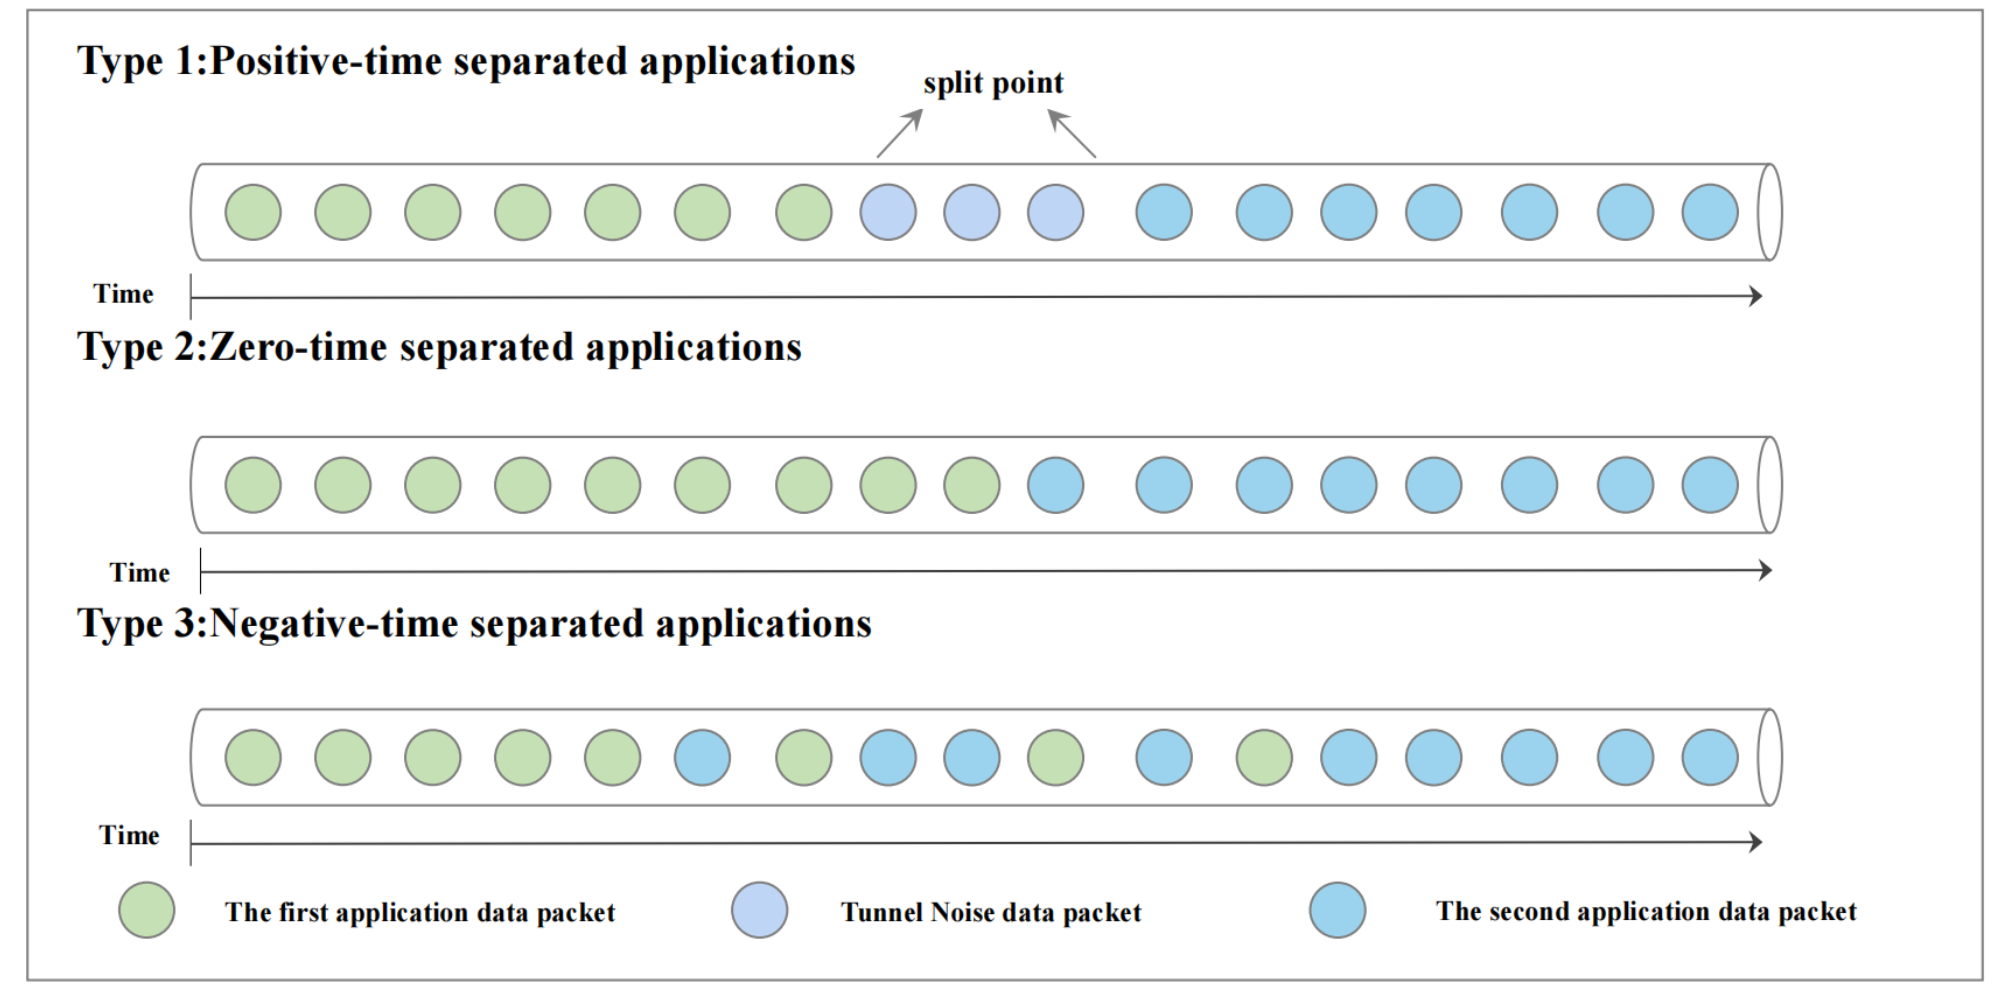 Type 1:Positive-time separated applications
split point
Time
Type 2:Zero-time separated applications
Time
Type 3:Negative-time separated applications
Time
The first application data packet
Tunnel Noise data packet
The second application data packet